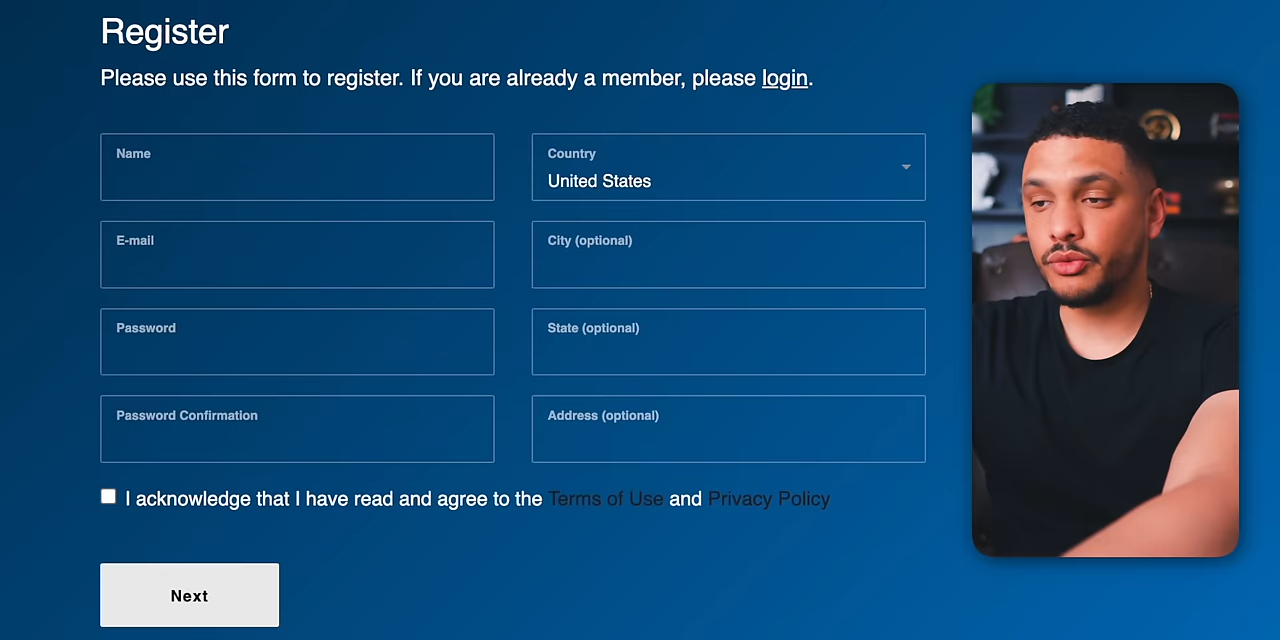 Register
Please use this form to register. If you are already a member, please login.
Name
Country
United States
E-mail
City (optional)
Password
State (optional)
Password Confirmation
Address (optional)
I acknowledge that I have read and agree to the Terms of Use and Privacy Policy
Next